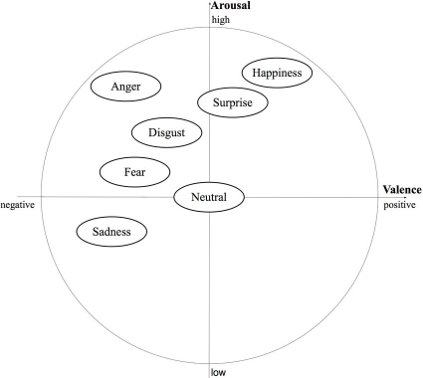 Arousal
high
Happiness
Anger
Surprise
Disgust
Fear
Valence
Neutral
negative
positive
Sadness
low